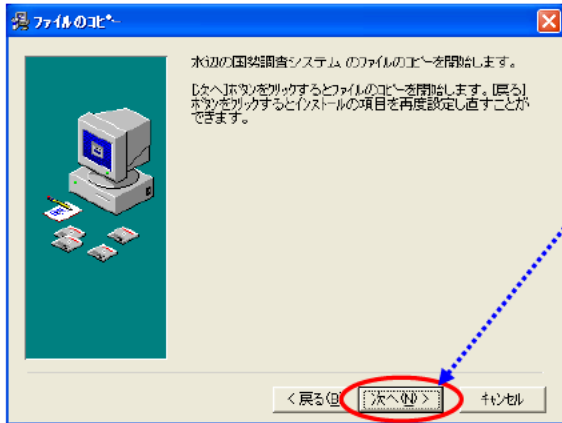 ファイルのコピー
水辺の国勢調査システム のファイルのコピーを開始します。
[次へ]ボタンをクリックするとファイルのコピーを開始します。[戻る]
ボタンをクリックするとインストールの項目を再度設定し直すことが
できます。
< 戻る(B)
次へ(N) >
キャンセル